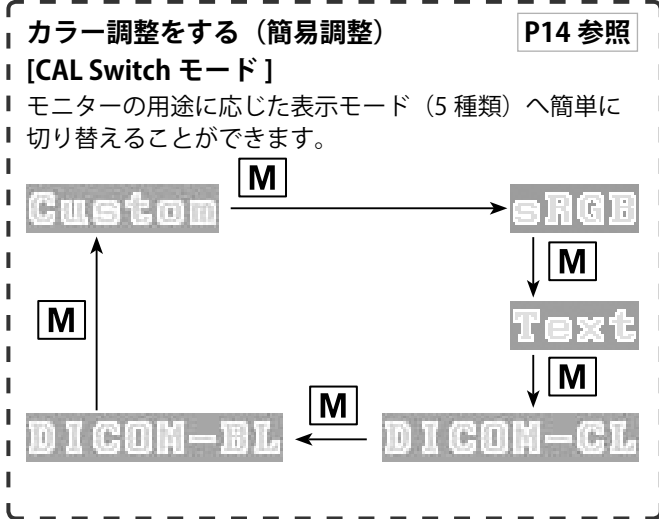 カラー調整をする（簡易調整） P14 参照
[CAL Switch モード ]
モニターの用途に応じた表示モード（5 種類）へ簡単に
切り替えることができます。
M
Custom sRGB
M
M
Text
M
M
DICOM-BL DICOM-CL